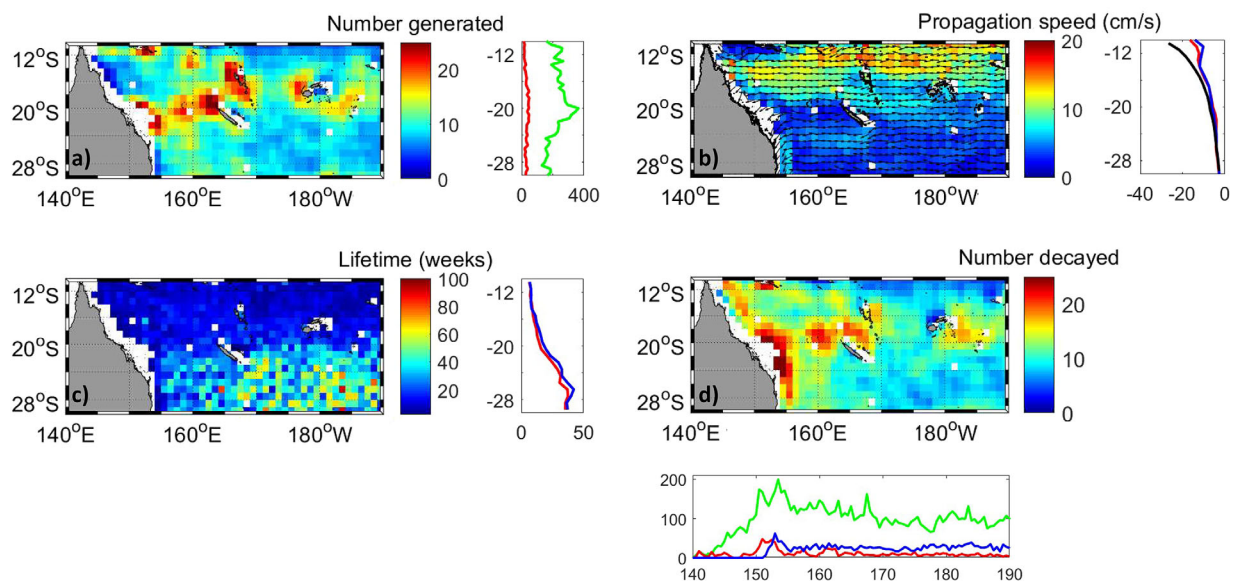 Number generated
12°S
20°S
28°S
a)
140°E
160°E
180°W
20
10
0
-12
-20
-28
0
400
Propagation speed (cm/s)
12°S
20°S
28°S
b)
140°E
160°E
180°W
20
10
0
-12
-20
-28
-40
-20
0
Lifetime (weeks)
12°S
20°S
28°S
c)
140°E
160°E
180°W
100
80
60
40
20
-12
-20
-28
0
50
Number decayed
12°S
20°S
28°S
d)
140°E
160°E
180°W
20
10
0
200
100
0
140
150
160
170
180
190